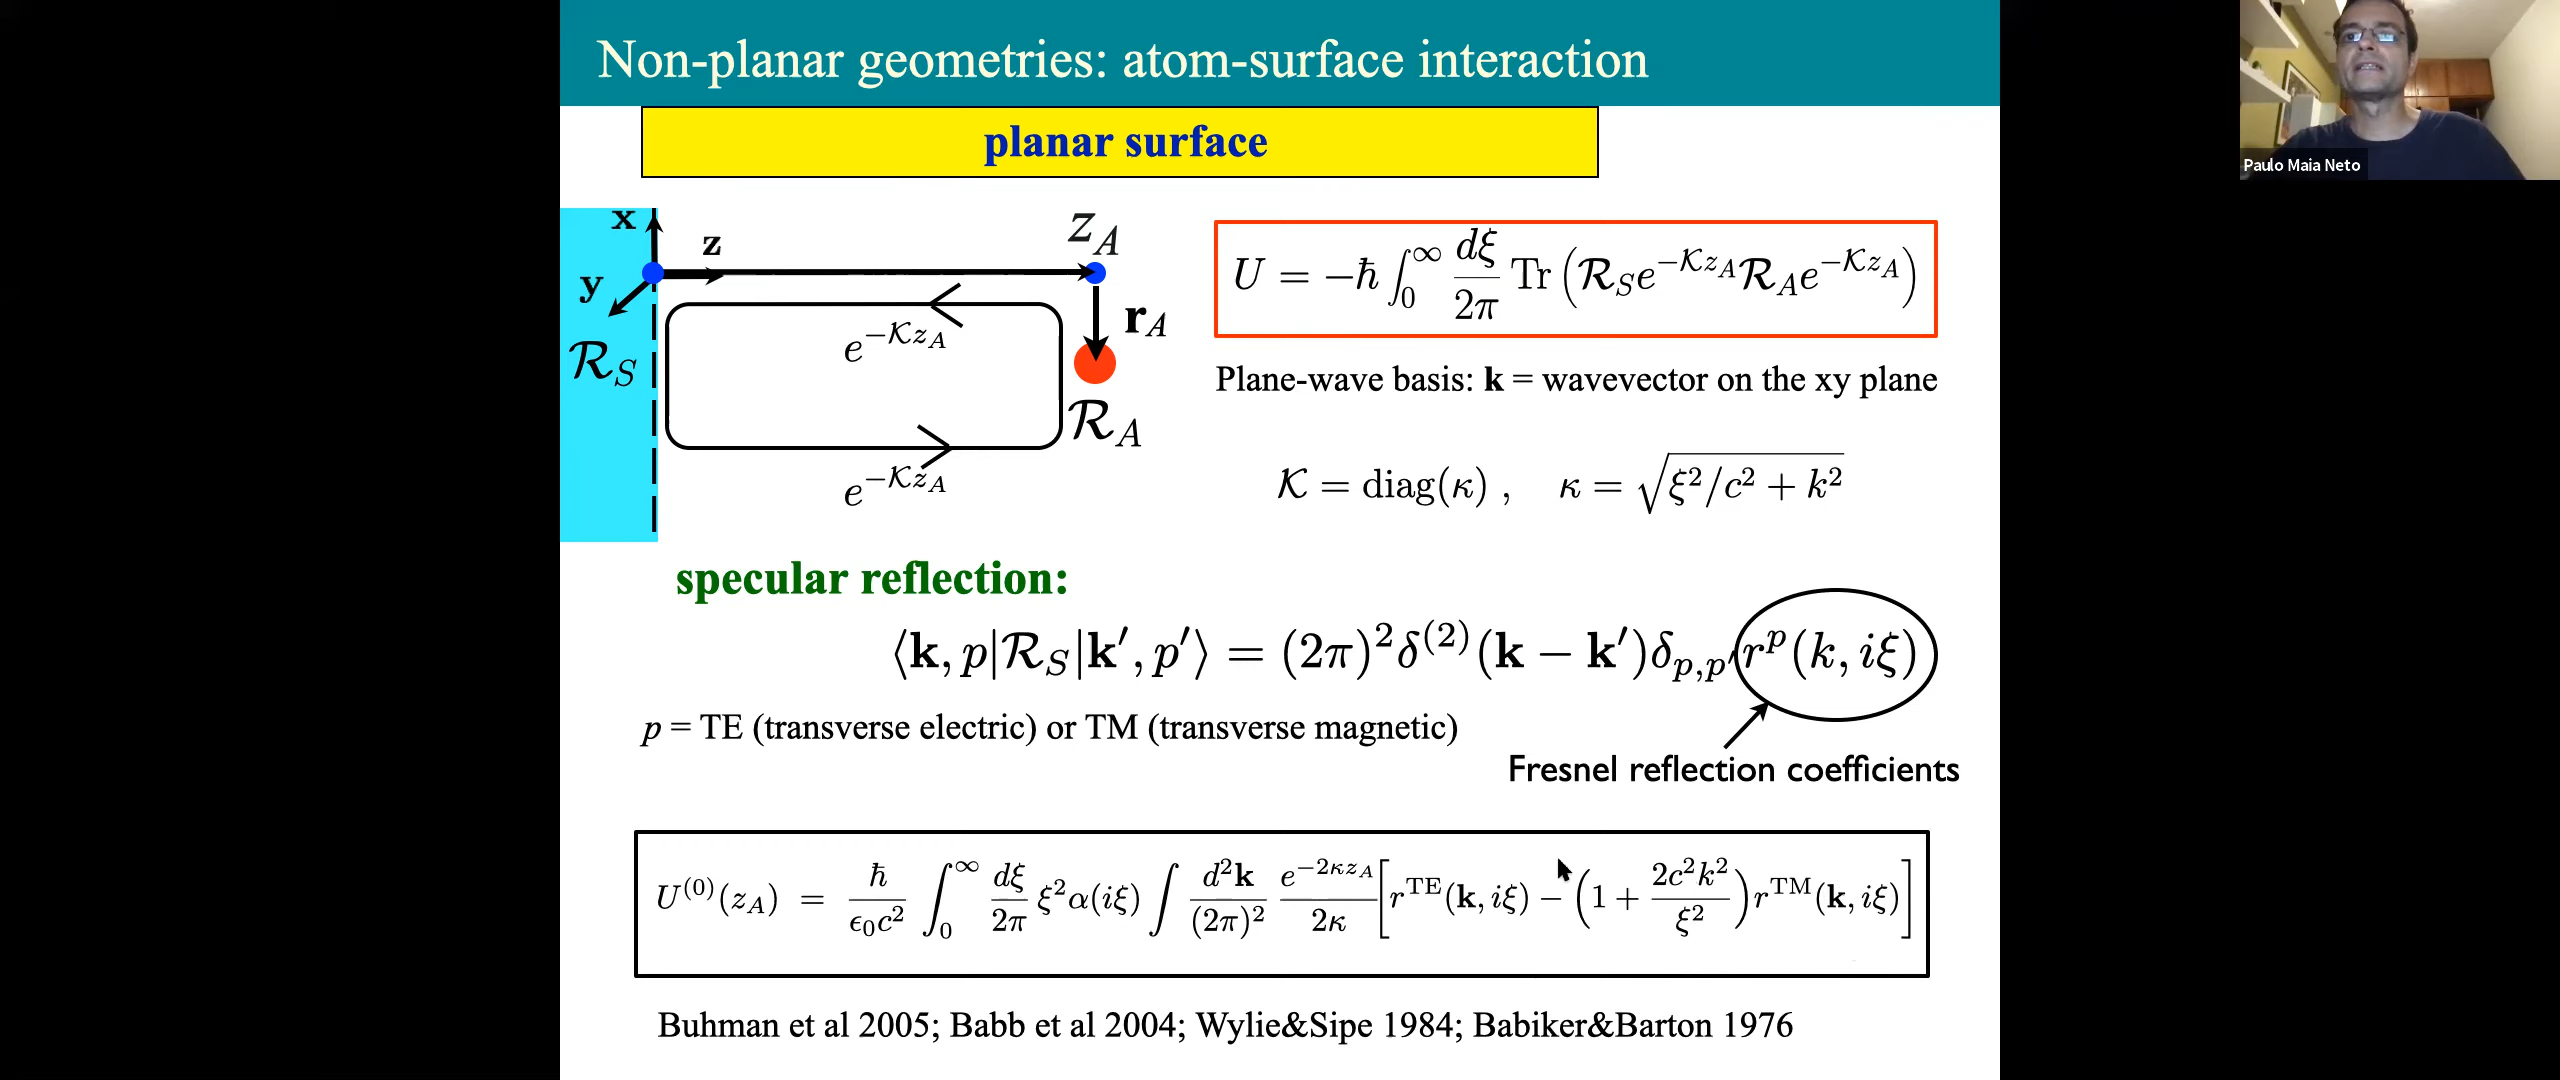 Non-planar geometries: atom-surface interaction
planar surface
x
z
y
z_A
r_A
ℛ_S
ℛ_A
e^{-𝒦z_A}
e^{-𝒦z_A}
U = −ħ ∫_0^∞ dξ/2π Tr (ℛ_S e^{−𝒦z_A} ℛ_A e^{−𝒦z_A})
Plane-wave basis: k = wavevector on the xy plane
𝒦 = diag(κ) , κ = √(ξ²/c² + k²)
specular reflection:
⟨k, p|ℛ_S|k′, p′⟩ = (2π)²δ^{(2)}(k − k′)δ_{p,p′} r^p(k, iξ)
p = TE (transverse electric) or TM (transverse magnetic)
Fresnel reflection coefficients
U^{(0)}(z_A) = ħ/(ϵ_0c²) ∫_0^∞ dξ/2π ξ²α(iξ) ∫ d²k/(2π)² e^{−2κz_A}/2κ [r^{TE}(k, iξ) − (1 + 2c²k²/ξ²) r^{TM}(k, iξ)]
Buhman et al 2005; Babb et al 2004; Wylie&Sipe 1984; Babiker&Barton 1976
Paulo Maia Neto